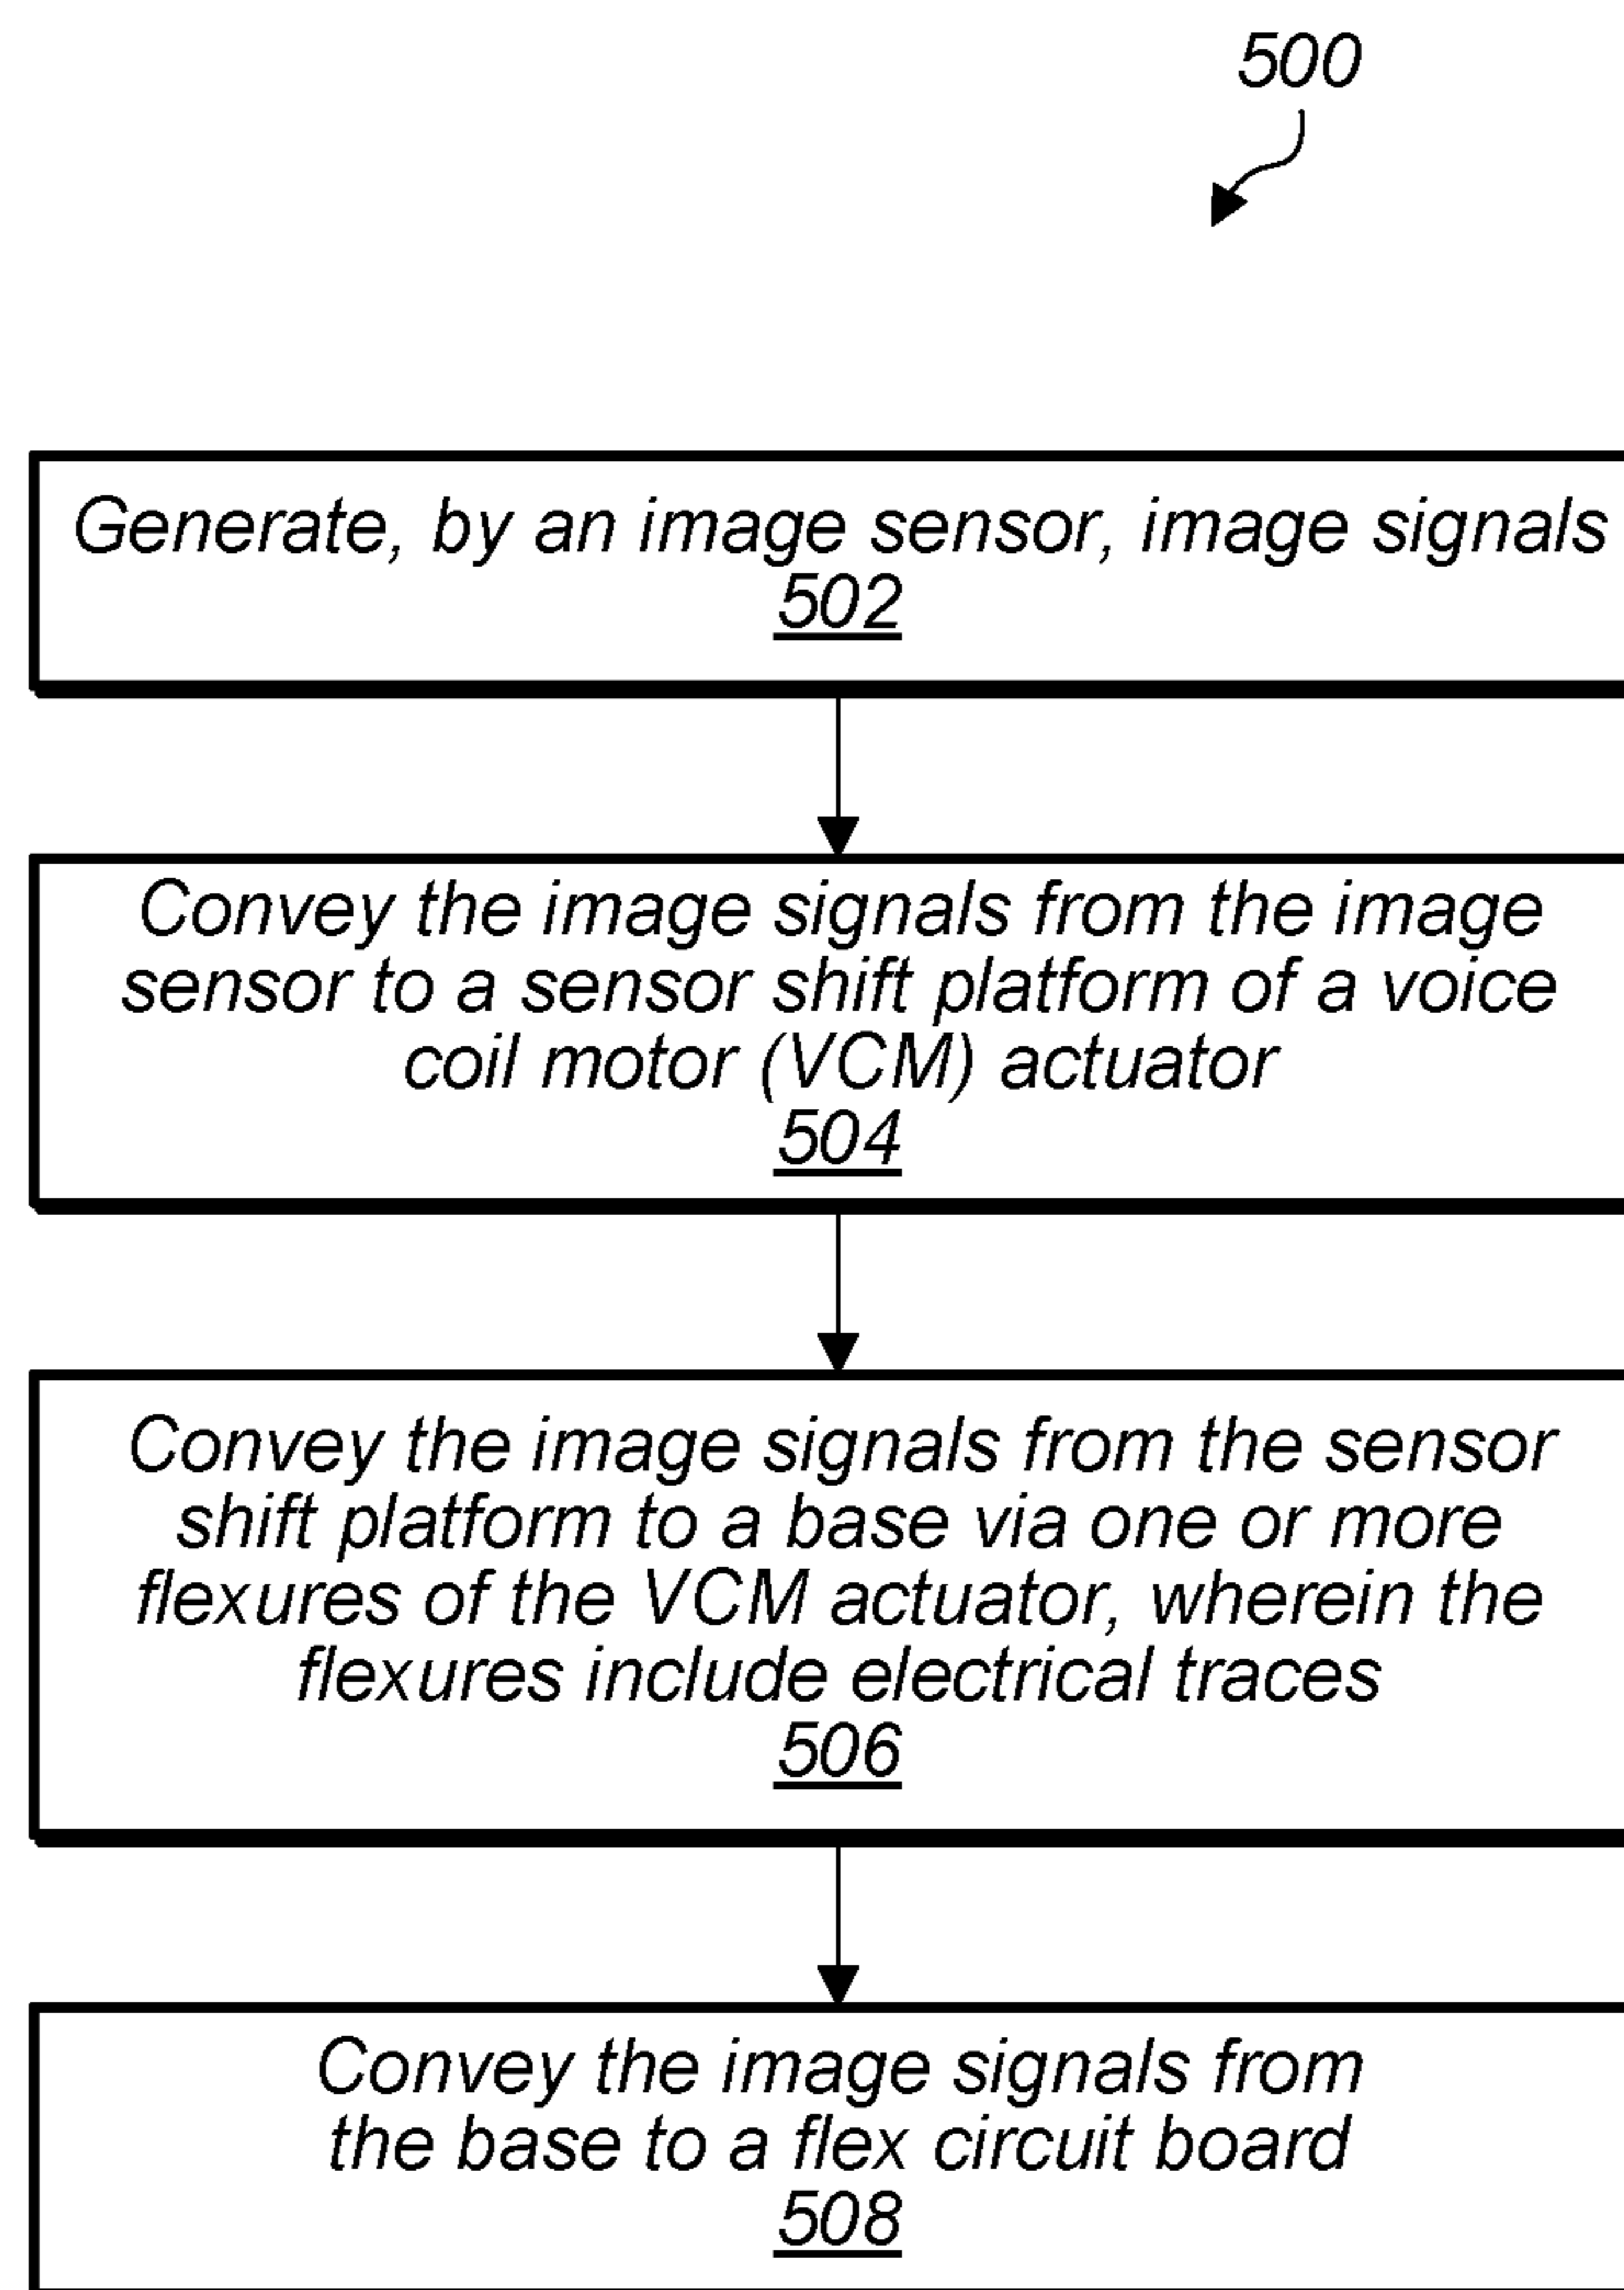 500
Generate, by an image sensor, image signals
502
Convey the image signals from the image
sensor to a sensor shift platform of a voice
coil motor (VCM) actuator
504
Convey the image signals from the sensor
shift platform to a base via one or more
flexures of the VCM actuator, wherein the
flexures include electrical traces
506
Convey the image signals from
the base to a flex circuit board
508